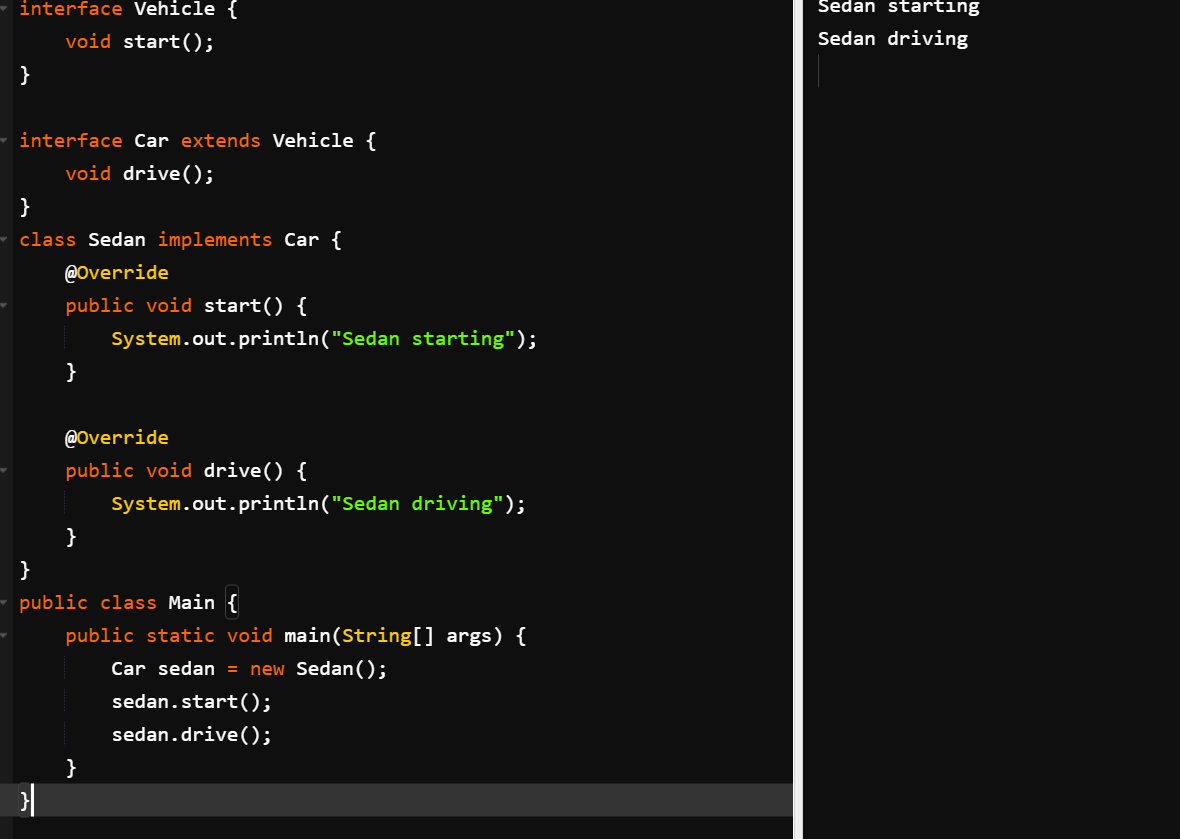 interface Vehicle {
    void start();
}

interface Car extends Vehicle {
    void drive();
}
class Sedan implements Car {
    @Override
    public void start() {
        System.out.println("Sedan starting");
    }

    @Override
    public void drive() {
        System.out.println("Sedan driving");
    }
}
public class Main {
    public static void main(String[] args) {
        Car sedan = new Sedan();
        sedan.start();
        sedan.drive();
    }
}
Sedan starting
Sedan driving